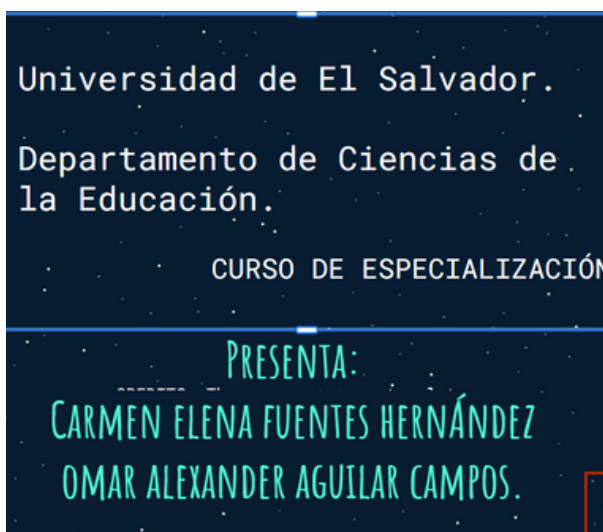 Universidad de El Salvador.
Departamento de Ciencias de
la Educación.
CURSO DE ESPECIALIZACIÓN
PRESENTA:
CARMEN ELENA FUENTES HERNÁNDEZ
OMAR ALEXANDER AGUILAR CAMPOS.